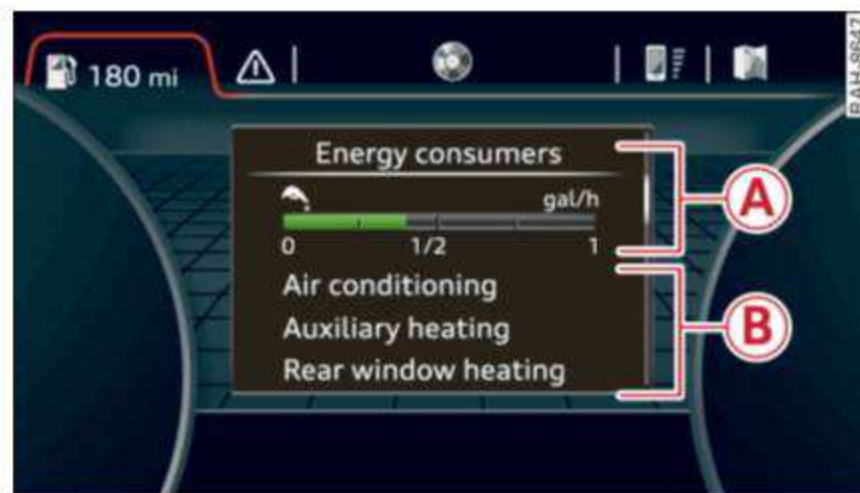 180 mi
Energy consumers
gal/h
0 1/2 1
Air conditioning
Auxiliary heating
Rear window heating
A
B
RAH-8647